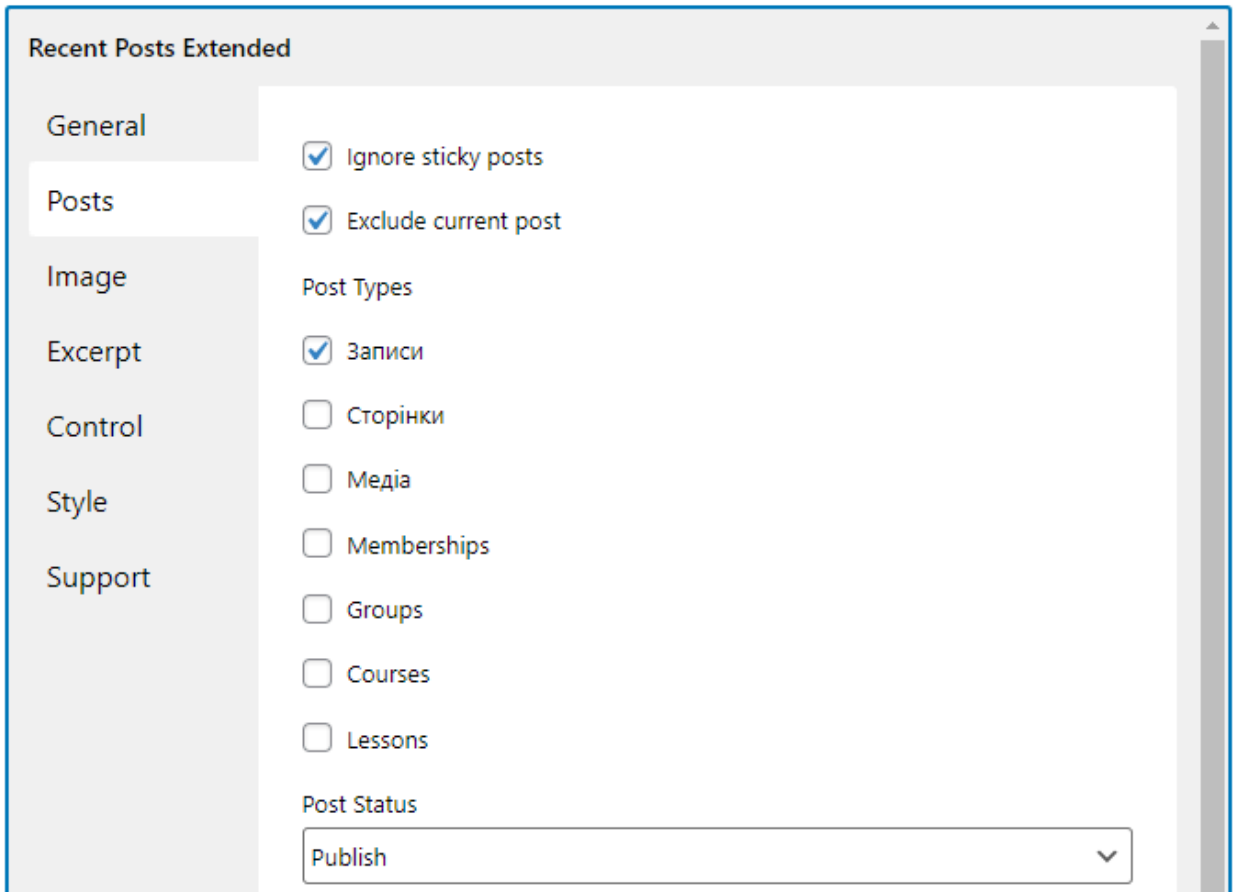 Recent Posts Extended
General
Posts
Image
Excerpt
Control
Style
Support
Ignore sticky posts
Exclude current post
Post Types
Записи
Сторінки
Медіа
Memberships
Groups
Courses
Lessons
Post Status
Publish